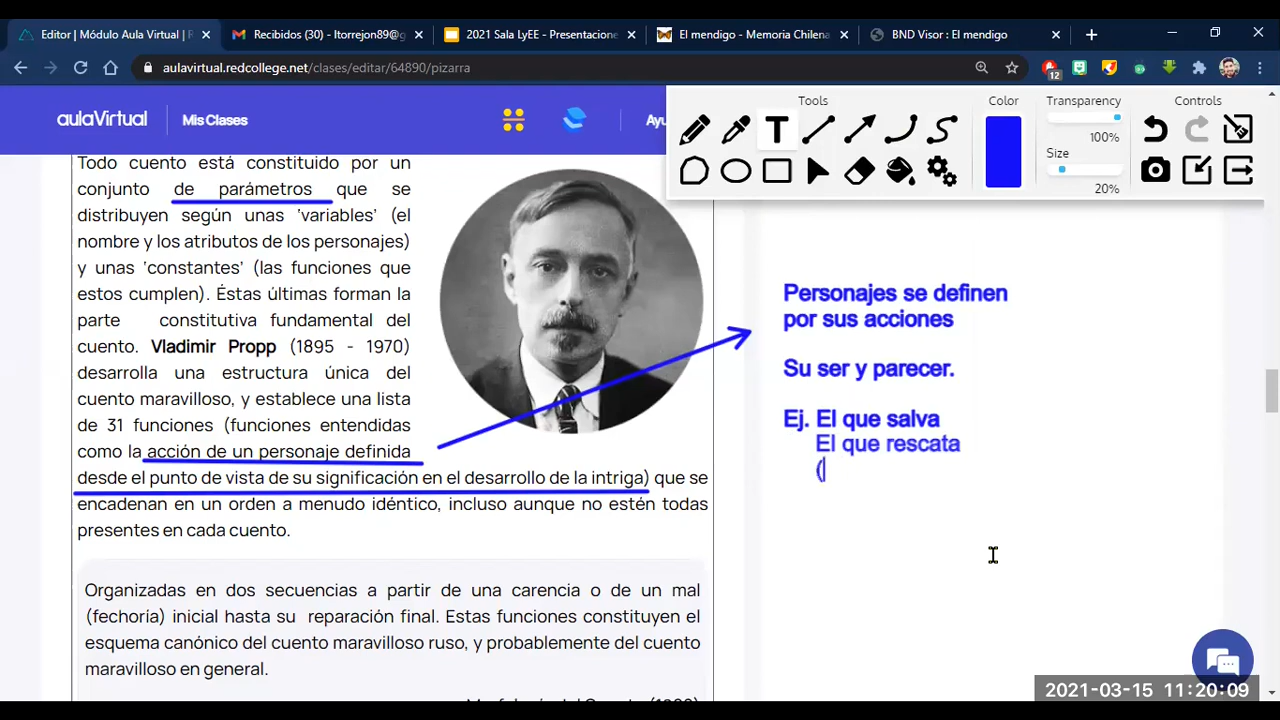 Editor | Módulo Aula Virtual | R
Recibidos (30) - ltorrejon89@g
2021 Sala LyEE - Presentacione
El mendigo - Memoria Chilena
BND Visor : El mendigo
aulavirtual.redcollege.net/clases/editar/64890/pizarra
12
aulaVirtual
Mis Clases
Ayu
Tools
Color
Transparency
Controls
100%
Size
20%
Todo cuento está constituido por un
conjunto de parámetros que se
distribuyen según unas ‘variables’ (el
nombre y los atributos de los personajes)
y unas ‘constantes’ (las funciones que
estos cumplen). Éstas últimas forman la
parte constitutiva fundamental del
cuento. Vladimir Propp (1895 - 1970)
desarrolla una estructura única del
cuento maravilloso, y establece una lista
de 31 funciones (funciones entendidas
como la acción de un personaje definida
desde el punto de vista de su significación en el desarrollo de la intriga) que se
encadenan en un orden a menudo idéntico, incluso aunque no estén todas
presentes en cada cuento.
Organizadas en dos secuencias a partir de una carencia o de un mal
(fechoría) inicial hasta su reparación final. Estas funciones constituyen el
esquema canónico del cuento maravilloso ruso, y probablemente del cuento
maravilloso en general.
Personajes se definen
por sus acciones
Su ser y parecer.
Ej. El que salva
El que rescata
(
2021-03-15 11:20:09